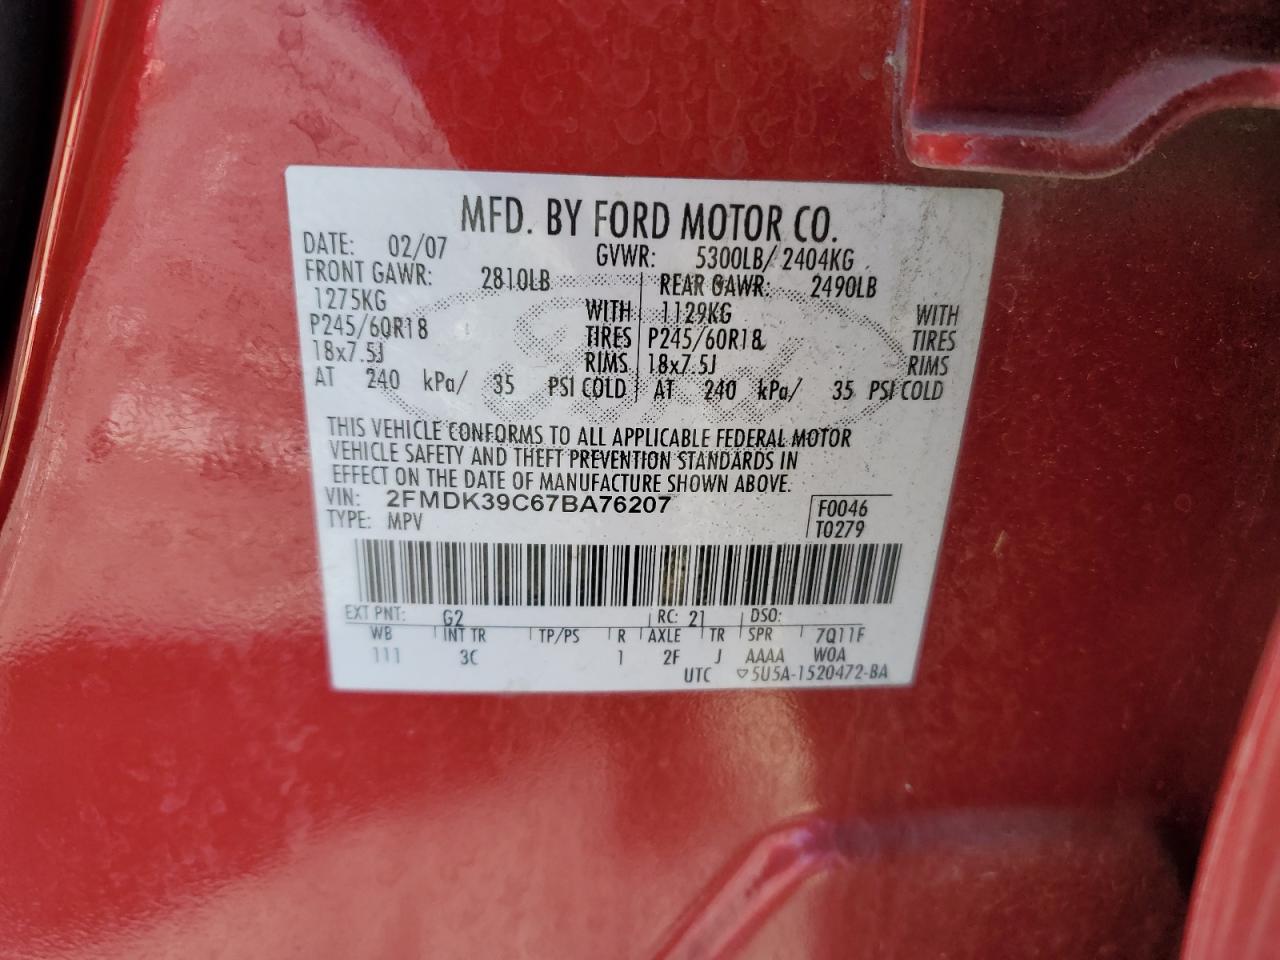 MFD. BY FORD MOTOR CO.
DATE: 02/07 GVWR: 5300LB/ 2404KG
FRONT GAWR: 2810LB REAR GAWR: 2490LB
1275KG WITH 1129KG WITH
P245/60R18 TIRES P245/60R18 TIRES
18x7.5J RIMS 18x7.5J RIMS
AT 240 kPa/ 35 PSI COLD AT 240 kPa/ 35 PSI COLD
THIS VEHICLE CONFORMS TO ALL APPLICABLE FEDERAL MOTOR
VEHICLE SAFETY AND THEFT PREVENTION STANDARDS IN
EFFECT ON THE DATE OF MANUFACTURE SHOWN ABOVE.
VIN: 2FMDK39C67BA76207 F0046
TYPE: MPV T0279
EXT PNT: G2 RC: 21 DSO:
WB INT TR TP/PS R AXLE TR SPR 7Q11F
111 3C 1 2F J AAAA W0A
UTC ▽5U5A-1520472-BA